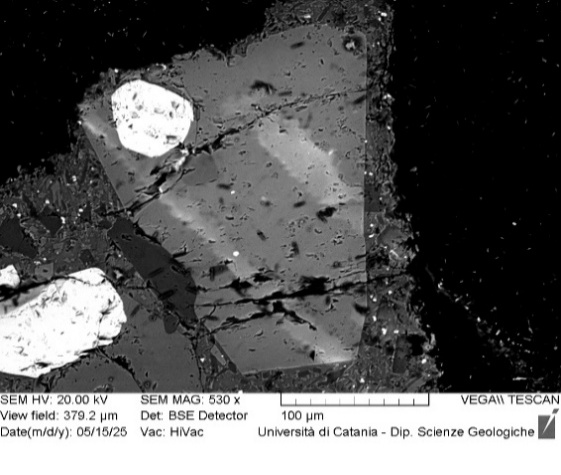 SEM HV: 20.00 kV SEM MAG: 530 x VEGA\\ TESCAN
View field: 379.2 µm Det: BSE Detector 100 µm
Date(m/d/y): 05/15/25 Vac: HiVac Università di Catania - Dip. Scienze Geologiche